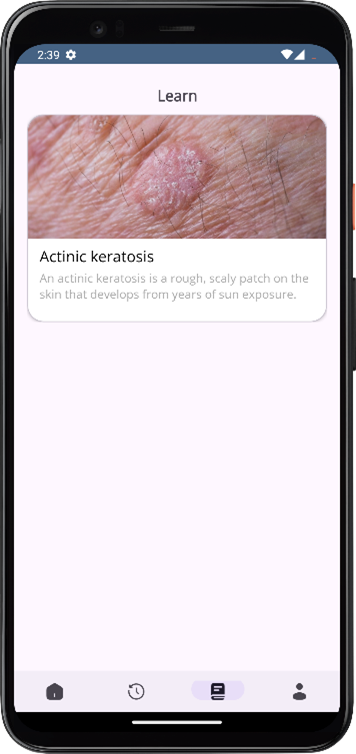 2:39
Learn
Actinic keratosis
An actinic keratosis is a rough, scaly patch on the
skin that develops from years of sun exposure.